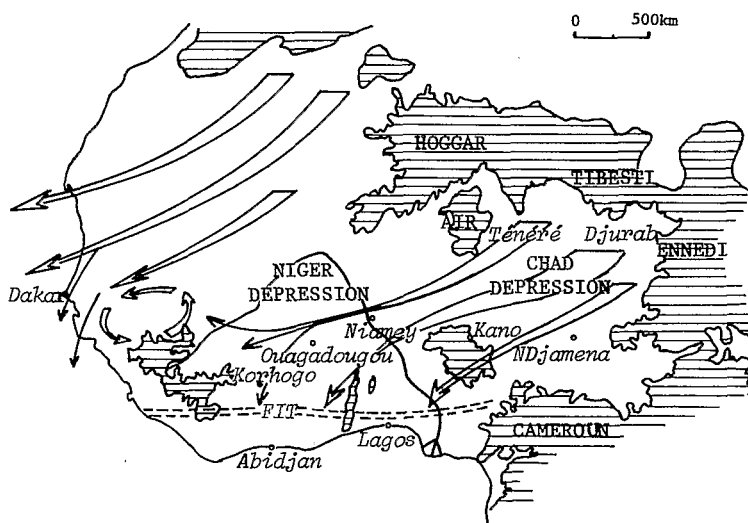 0 500km
HOGGAR
TIBESTI
AIR
Ténéré
Djurab
ENNEDI
NIGER
DEPRESSION
CHAD
DEPRESSION
Dakar
Niamey
Kano
Ouagadougou
NDjamena
Korhogo
FIT
CAMEROUN
Lagos
Abidjan